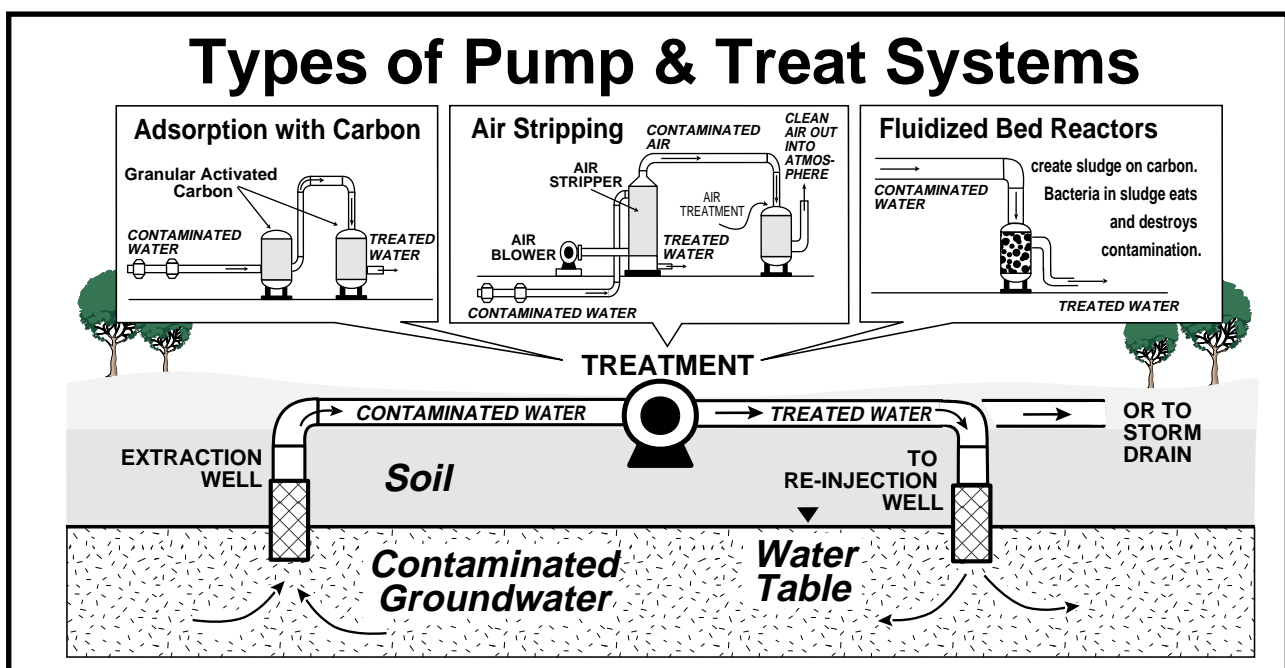 Types of Pump & Treat Systems
Adsorption with Carbon
Granular Activated
Carbon
CONTAMINATED
WATER
TREATED
WATER
Air Stripping
CONTAMINATED
AIR
CLEAN
AIR OUT
INTO
ATMOS-
PHERE
AIR
STRIPPER
AIR
TREATMENT
AIR
BLOWER
TREATED
WATER
CONTAMINATED WATER
Fluidized Bed Reactors
create sludge on carbon.
Bacteria in sludge eats
and destroys
contamination.
CONTAMINATED
WATER
TREATED WATER
TREATMENT
CONTAMINATED WATER
TREATED WATER
OR TO
STORM
DRAIN
EXTRACTION
WELL
Soil
TO
RE-INJECTION
WELL
Contaminated
Groundwater
Water
Table